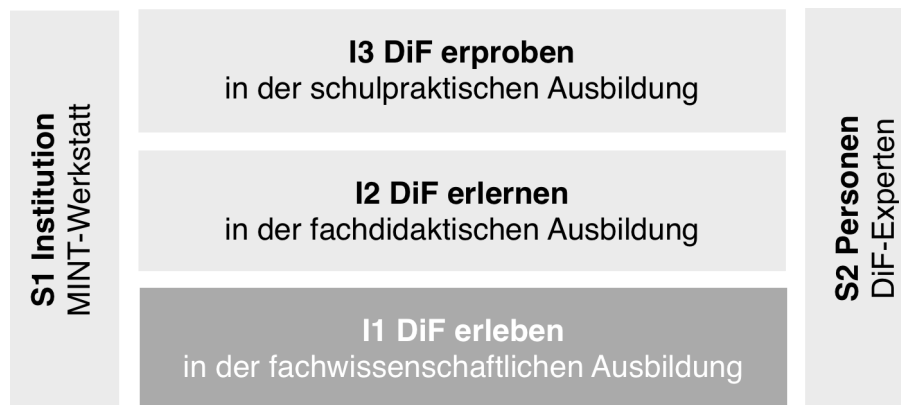 S1 Institution
MINT-Werkstatt
I3 DiF erproben
in der schulpraktischen Ausbildung
I2 DiF erlernen
in der fachdidaktischen Ausbildung
I1 DiF erleben
in der fachwissenschaftlichen Ausbildung
S2 Personen
DiF-Experten